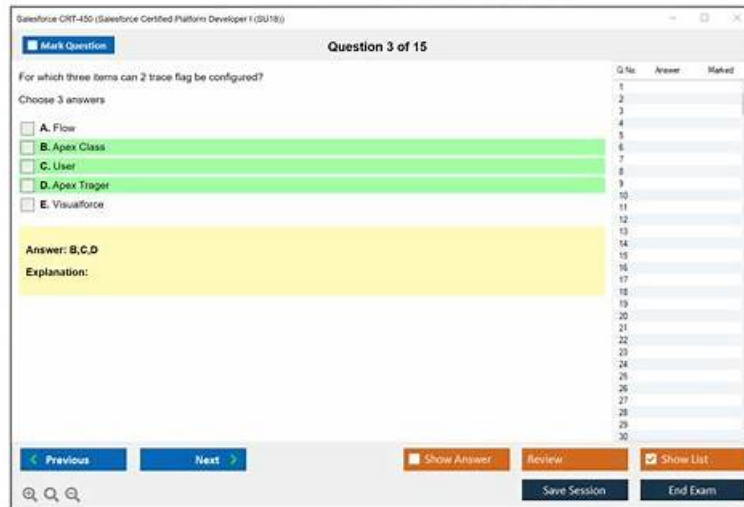 Salesforce CRT-450 (Salesforce Certified Platform Developer I (SU18))
Mark Question
Question 3 of 15
For which three items can 2 trace flag be configured?
Choose 3 answers
A. Flow
B. Apex Class
C. User
D. Apex Trager
E. Visualforce
Answer: B,C,D
Explanation:
Q.No. Answer Marked
1
2
3
4
5
6
7
8
9
10
11
12
13
14
15
16
17
18
19
20
21
22
23
24
25
26
27
28
29
30
Previous
Next
Show Answer
Review
Show List
Save Session
End Exam